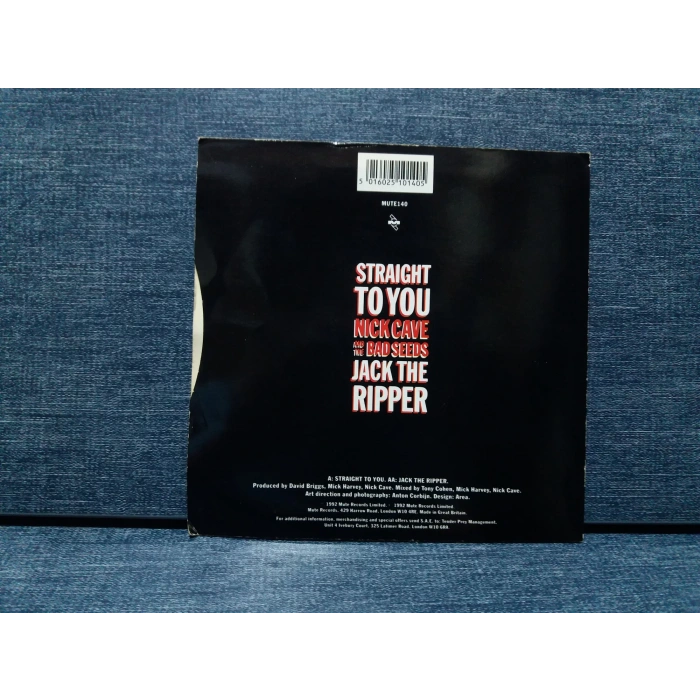 5 016025 101405
MUTE140
STRAIGHT
TO YOU
NICK CAVE
AND THE BAD SEEDS
JACK THE
RIPPER
A: STRAIGHT TO YOU. AA: JACK THE RIPPER.
Produced by David Briggs, Mick Harvey, Nick Cave. Mixed by Tony Cohen, Mick Harvey, Nick Cave.
Art direction and photography: Anton Corbijn. Design: Area.
1992 Mute Records Limited. 1992 Mute Records Limited
Mute Records, 429 Harrow Road, London W10 4RE. Made in Great Britain.
For additional information, merchandising and special offers send S.A.E. to: Tender Prey Management.
Unit 4 Ivebury Court, 325 Latimer Road, London W10 6RA.